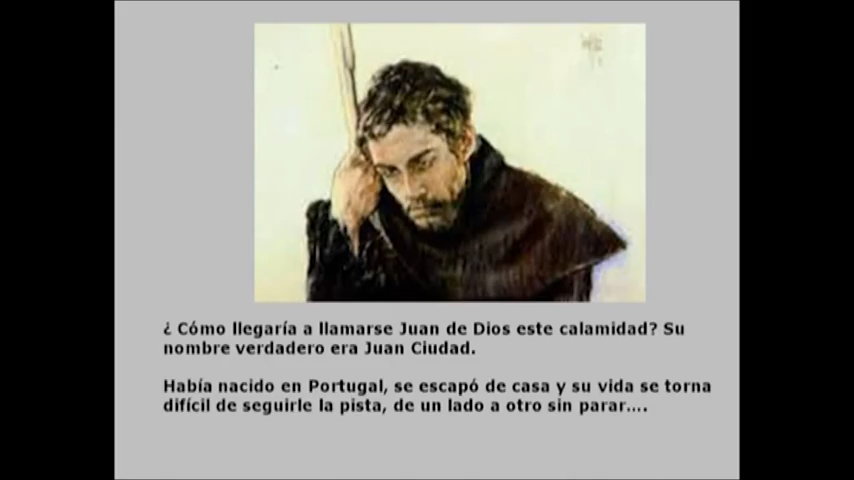 ¿ Cómo llegaría a llamarse Juan de Dios este calamidad? Su
nombre verdadero era Juan Ciudad.
Había nacido en Portugal, se escapó de casa y su vida se torna
difícil de seguirle la pista, de un lado a otro sin parar....